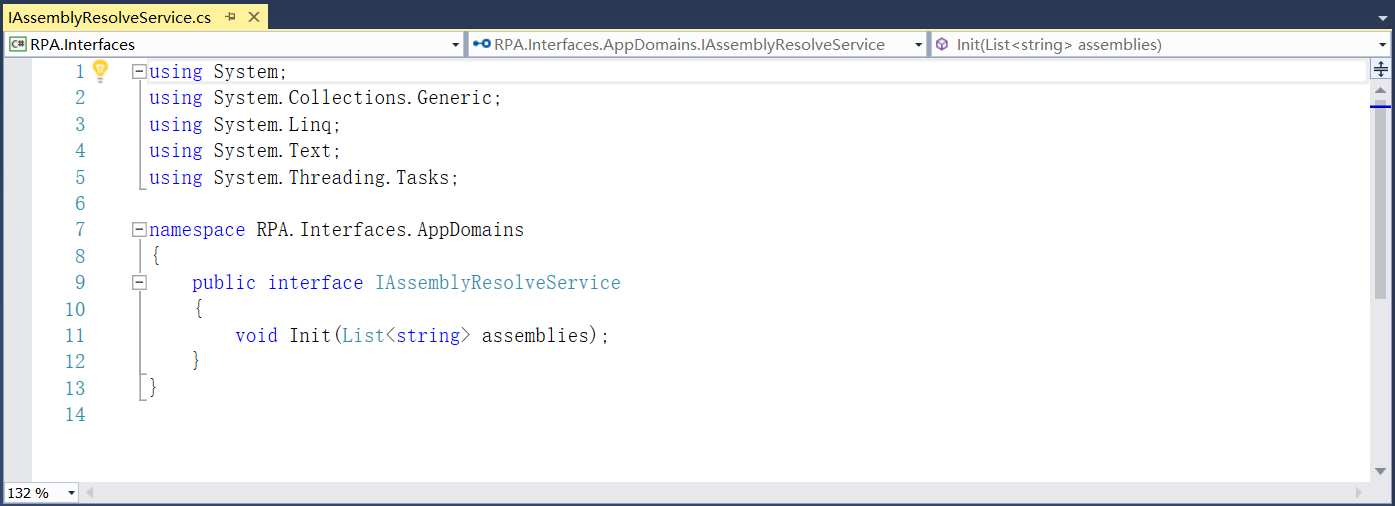 IAssemblyResolveService.cs
RPA.Interfaces
RPA.Interfaces.AppDomains.IAssemblyResolveService
Init(List<string> assemblies)
1 using System;
2 using System.Collections.Generic;
3 using System.Linq;
4 using System.Text;
5 using System.Threading.Tasks;
6
7 namespace RPA.Interfaces.AppDomains
8 {
9 public interface IAssemblyResolveService
10 {
11 void Init(List<string> assemblies);
12 }
13 }
14
132 %